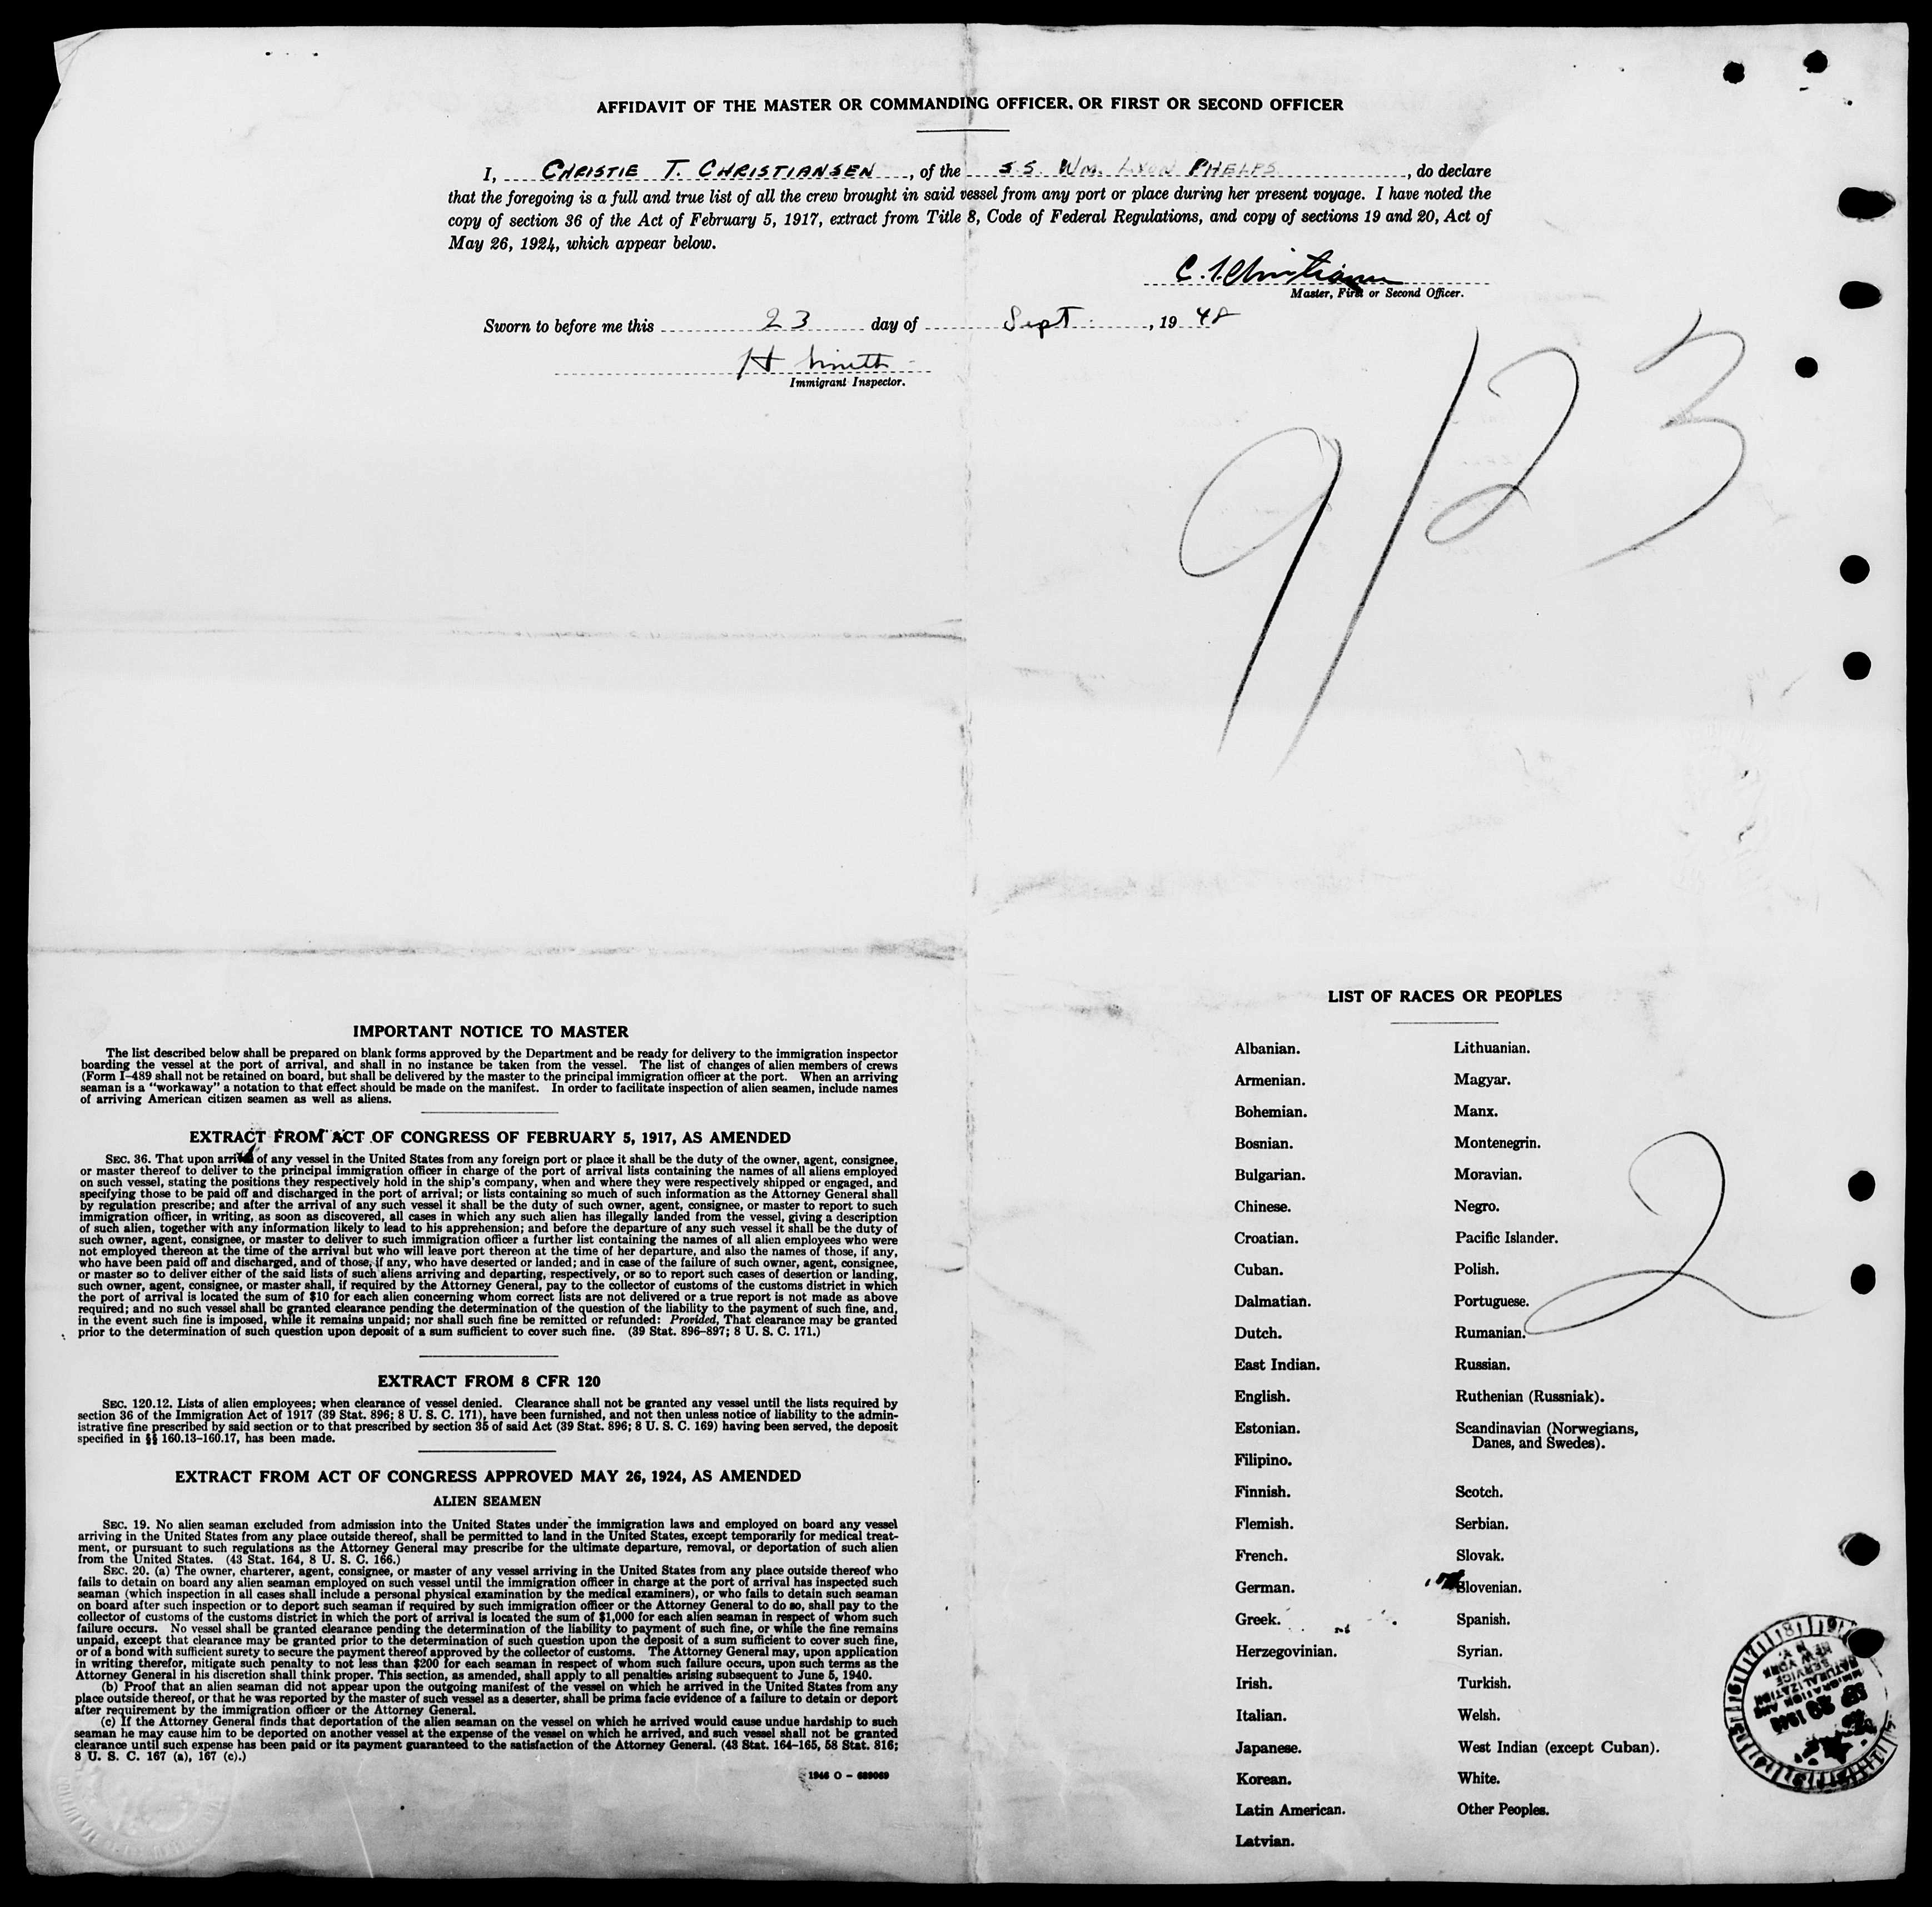 AFFIDAVIT OF THE MASTER OR COMMANDING OFFICER, OR FIRST OR SECOND OFFICER
I, CHRISTIE T. CHRISTIANSEN, of the S.S. WM. LYON PHELPS, do declare
that the foregoing is a full and true list of all the crew brought in said vessel from any port or place during her present voyage. I have noted the
copy of section 36 of the Act of February 5, 1917, extract from Title 8, Code of Federal Regulations, and copy of sections 19 and 20, Act of
May 26, 1924, which appear below.
C. T. Christiansen
Master, First or Second Officer.
Sworn to before me this 23 day of Sept., 1948
H Smith
Immigrant Inspector.
9/23
IMPORTANT NOTICE TO MASTER
The list described below shall be prepared on blank forms approved by the Department and be ready for delivery to the immigration inspector
boarding the vessel at the port of arrival, and shall in no instance be taken from the vessel. The list of changes of alien members of crews
(Form I-489 shall not be retained on board, but shall be delivered by the master to the principal immigration officer at the port. When an arriving
seaman is a "workaway" a notation to that effect should be made on the manifest. In order to facilitate inspection of alien seamen, include names
of arriving American citizen seamen as well as aliens.
EXTRACT FROM ACT OF CONGRESS OF FEBRUARY 5, 1917, AS AMENDED
SEC. 36. That upon arrival of any vessel in the United States from any foreign port or place it shall be the duty of the owner, agent, consignee,
or master thereof to deliver to the principal immigration officer in charge of the port of arrival lists containing the names of all aliens employed
on such vessel, stating the positions they respectively hold in the ship's company, when and where they were respectively shipped or engaged, and
specifying those to be paid off and discharged in the port of arrival; or lists containing so much of such information as the Attorney General shall
by regulation prescribe; and after the arrival of any such vessel it shall be the duty of such owner, agent, consignee, or master to report to such
immigration officer, in writing, as soon as discovered, all cases in which any such alien has illegally landed from the vessel, giving a description
of such alien, together with any information likely to lead to his apprehension; and before the departure of any such vessel it shall be the duty of
such owner, agent, consignee, or master to deliver to such immigration officer a further list containing the names of all alien employees who were
not employed thereon at the time of the arrival but who will leave port thereon at the time of her departure, and also the names of those, if any,
who have been paid off and discharged, and of those, if any, who have deserted or landed; and in case of the failure of such owner, agent, consignee,
or master so to deliver either of the said lists of such aliens arriving and departing, respectively, or so to report such cases of desertion or landing,
such owner, agent, consignee, or master shall, if required by the Attorney General, pay to the collector of customs of the customs district in which
the port of arrival is located the sum of $10 for each alien concerning whom correct lists are not delivered or a true report is not made as above
required; and no such vessel shall be granted clearance pending the determination of the question of the liability to the payment of such fine, and,
in the event such fine is imposed, while it remains unpaid; nor shall such fine be remitted or refunded: Provided, That clearance may be granted
prior to the determination of such question upon deposit of a sum sufficient to cover such fine. (39 Stat. 896-897; 8 U. S. C. 171.)
EXTRACT FROM 8 CFR 120
SEC. 120.12. Lists of alien employees; when clearance of vessel denied. Clearance shall not be granted any vessel until the lists required by
section 36 of the Immigration Act of 1917 (39 Stat. 896; 8 U. S. C. 171), have been furnished, and not then unless notice of liability to the admin-
istrative fine prescribed by said section or to that prescribed by section 35 of said Act (39 Stat. 896; 8 U. S. C. 169) having been served, the deposit
specified in §§ 160.13-160.17, has been made.
EXTRACT FROM ACT OF CONGRESS APPROVED MAY 26, 1924, AS AMENDED
ALIEN SEAMEN
SEC. 19. No alien seaman excluded from admission into the United States under the immigration laws and employed on board any vessel
arriving in the United States from any place outside thereof, shall be permitted to land in the United States, except temporarily for medical treat-
ment, or pursuant to such regulations as the Attorney General may prescribe for the ultimate departure, removal, or deportation of such alien
from the United States. (43 Stat. 164, 8 U. S. C. 166.)
SEC. 20. (a) The owner, charterer, agent, consignee, or master of any vessel arriving in the United States from any place outside thereof who
fails to detain on board any alien seaman employed on such vessel until the immigration officer in charge at the port of arrival has inspected such
seaman (which inspection in all cases shall include a personal physical examination by the medical examiners), or who fails to detain such seaman
on board after such inspection or to deport such seaman if required by such immigration officer or the Attorney General to do so, shall pay to the
collector of customs of the customs district in which the port of arrival is located the sum of $1,000 for each alien seaman in respect of whom such
failure occurs. No vessel shall be granted clearance pending the determination of the liability to payment of such fine, or while the fine remains
unpaid, except that clearance may be granted prior to the determination of such question upon the deposit of a sum sufficient to cover such fine,
or of a bond with sufficient surety to secure the payment thereof approved by the collector of customs. The Attorney General may, upon application
in writing therefor, mitigate such penalty to not less than $200 for each seaman in respect of whom such failure occurs, upon such terms as the
Attorney General in his discretion shall think proper. This section, as amended, shall apply to all penalties arising subsequent to June 5, 1940.
(b) Proof that an alien seaman did not appear upon the outgoing manifest of the vessel on which he arrived in the United States from any
place outside thereof, or that he was reported by the master of such vessel as a deserter, shall be prima facie evidence of a failure to detain or deport
after requirement by the immigration officer or the Attorney General.
(c) If the Attorney General finds that deportation of the alien seaman on the vessel on which he arrived would cause undue hardship to such
seaman he may cause him to be deported on another vessel at the expense of the vessel on which he arrived, and such vessel shall not be granted
clearance until such expense has been paid or its payment guaranteed to the satisfaction of the Attorney General. (43 Stat. 164-165, 58 Stat. 816;
8 U. S. C. 167 (a), 167 (c).)
1946 O - 689069
LIST OF RACES OR PEOPLES
Albanian.
Armenian.
Bohemian.
Bosnian.
Bulgarian.
Chinese.
Croatian.
Cuban.
Dalmatian.
Dutch.
East Indian.
English.
Estonian.
Filipino.
Finnish.
Flemish.
French.
German.
Greek.
Herzegovinian.
Irish.
Italian.
Japanese.
Korean.
Latin American.
Latvian.
Lithuanian.
Magyar.
Manx.
Montenegrin.
Moravian.
Negro.
Pacific Islander.
Polish.
Portuguese.
Rumanian.
Russian.
Ruthenian (Russniak).
Scandinavian (Norwegians,
Danes, and Swedes).
Scotch.
Serbian.
Slovak.
Slovenian.
Spanish.
Syrian.
Turkish.
Welsh.
West Indian (except Cuban).
White.
Other Peoples.
2